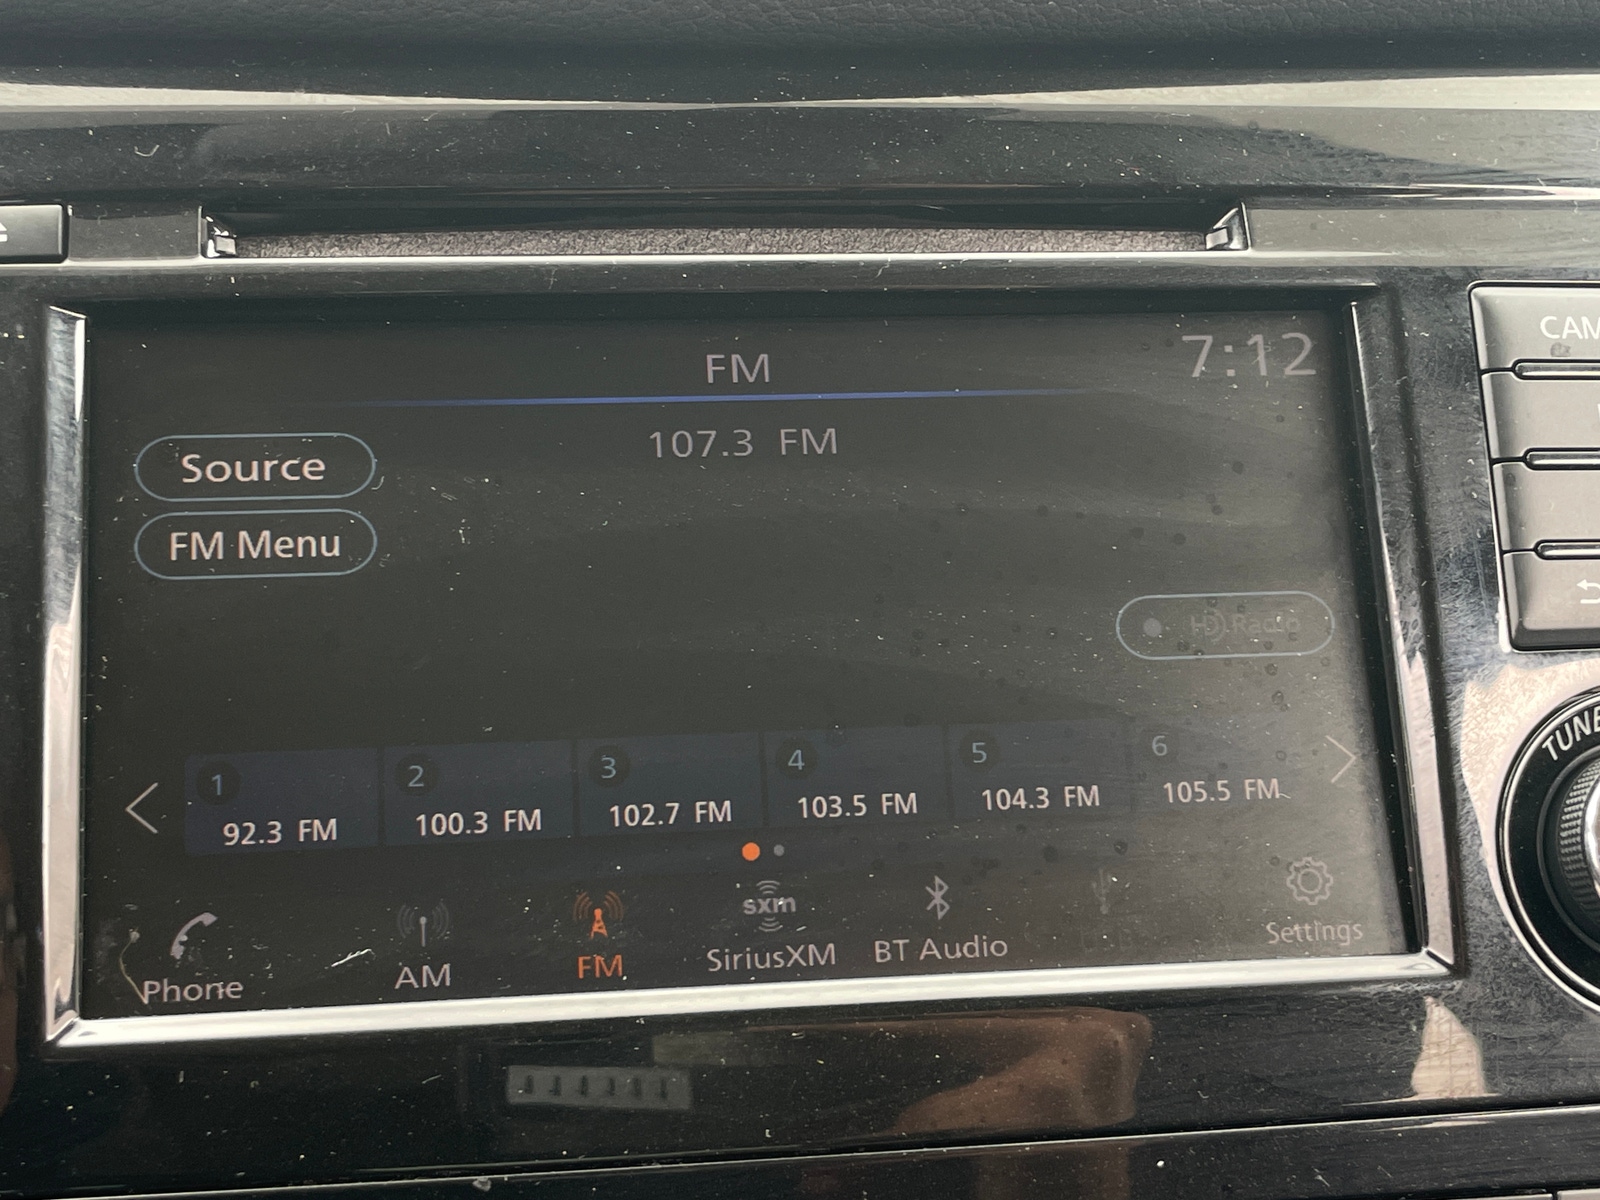 FM
7:12
107.3 FM
Source
FM Menu
HD Radio
1
2
3
4
5
6
92.3 FM
100.3 FM
102.7 FM
103.5 FM
104.3 FM
105.5 FM
sxm
Phone
AM
FM
SiriusXM
BT Audio
Settings
CAM
TUNE